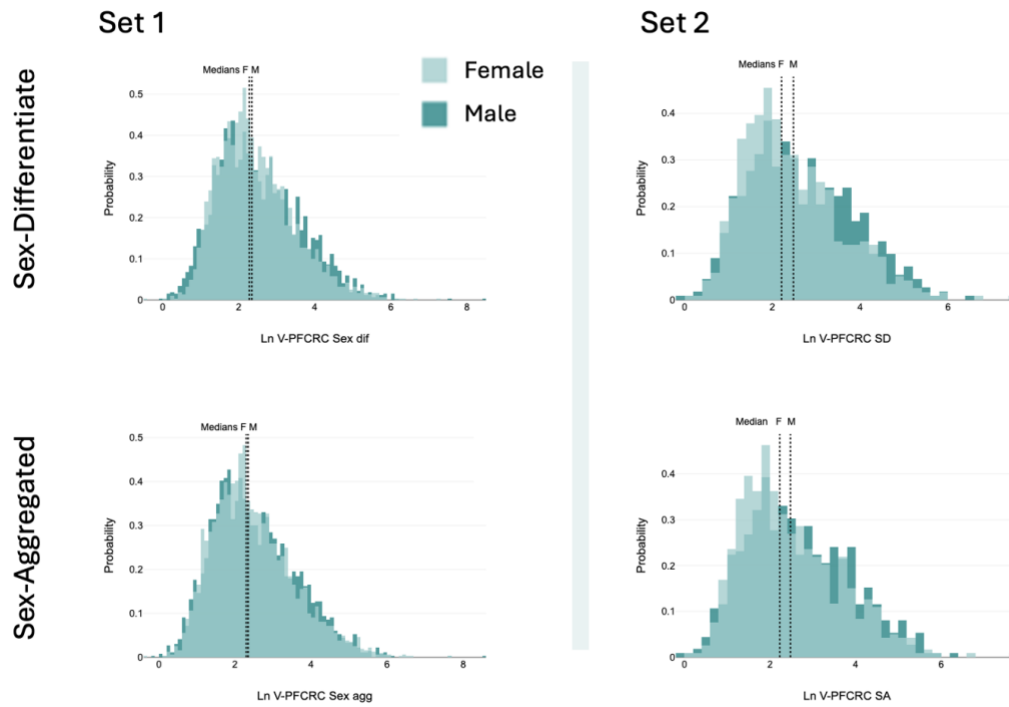 Set 1
Set 2
Sex-Differentiate
Medians F M
Female
Male
Probability
0.5
0.4
0.3
0.2
0.1
0
0 2 4 6 8
Ln V-PFCRC Sex dif
Medians F M
Probability
0.4
0.3
0.2
0.1
0
0 2 4 6
Ln V-PFCRC SD
Sex-Aggregated
Medians F M
Probability
0.5
0.4
0.3
0.2
0.1
0
0 2 4 6 8
Ln V-PFCRC Sex agg
Median F M
Probability
0.4
0.3
0.2
0.1
0
0 2 4 6
Ln V-PFCRC SA